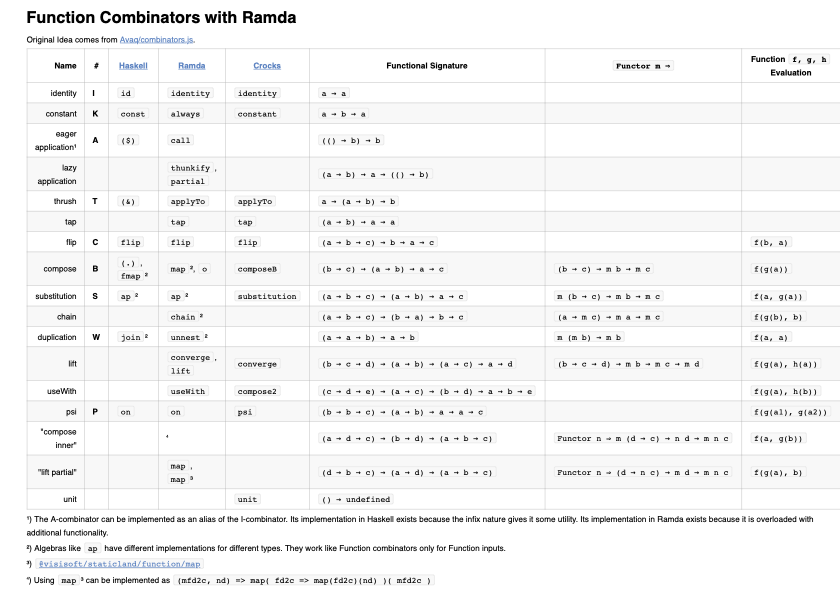 Function Combinators with Ramda
Original Idea comes from Avaq/combinators.js.
Name # Haskell Ramda Crocks Functional Signature Functor m ⇒ Function f, g, h Evaluation
identity I id identity identity a → a
constant K const always constant a → b → a
eager application¹ A ($) call (() → b) → b
lazy application thunkify , partial (a → b) → a → (() → b)
thrush T (&) applyTo applyTo a → (a → b) → b
tap tap tap (a → b) → a → a
flip C flip flip flip (a → b → c) → b → a → c f(b, a)
compose B (.) , fmap ² map ², o composeB (b → c) → (a → b) → a → c (b → c) → m b → m c f(g(a))
substitution S ap ² ap ² substitution (a → b → c) → (a → b) → a → c m (b → c) → m b → m c f(a, g(a))
chain chain ² (a → b → c) → (b → a) → b → c (a → m c) → m a → m c f(g(b), b)
duplication W join ² unnest ² (a → a → b) → a → b m (m b) → m b f(a, a)
lift converge , lift converge (b → c → d) → (a → b) → (a → c) → a → d (b → c → d) → m b → m c → m d f(g(a), h(a))
useWith useWith compose2 (c → d → e) → (a → c) → (b → d) → a → b → e f(g(a), h(b))
psi P on on psi (b → b → c) → (a → b) → a → a → c f(g(a1), g(a2))
"compose inner" ⁴ (a → d → c) → (b → d) → (a → b → c) Functor n ⇒ m (d → c) → n d → m n c f(a, g(b))
"lift partial" map , map ³ (d → b → c) → (a → d) → (a → b → c) Functor n ⇒ (d → n c) → m d → m n c f(g(a), b)
unit unit () → undefined
¹) The A-combinator can be implemented as an alias of the I-combinator. Its implementation in Haskell exists because the infix nature gives it some utility. Its implementation in Ramda exists because it is overloaded with
additional functionality.
²) Algebras like ap have different implementations for different types. They work like Function combinators only for Function inputs.
³) @visisoft/staticland/function/map
⁴) Using map ³ can be implemented as (mfd2c, nd) => map( fd2c => map(fd2c)(nd) )( mfd2c )